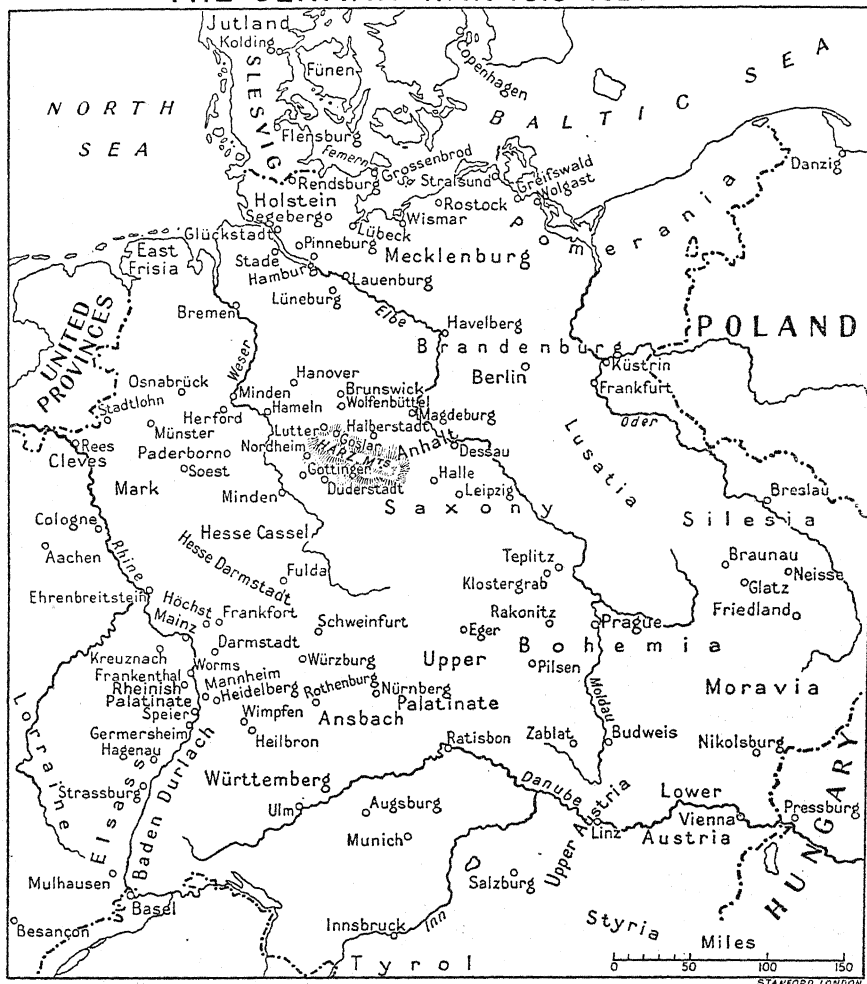 Jutland
Kolding
Fünen
Copenhagen
SLESVIG
NORTH
SEA
BALTIC SEA
Flensburg
Femern Sd
Grossenbrod
Rendsburg
Stralsund
Greifswald
Wolgast
Danzig
Holstein
Segeberg
Rostock
Glückstadt
Lübeck
Wismar
Pomerania
Pinneburg
East
Frisia
Stade
Mecklenburg
Hamburg
Lauenburg
Lüneburg
UNITED
PROVINCES
Bremen
Elbe
Havelberg
POLAND
Brandenburg
Weser
Küstrin
Hanover
Berlin
Osnabrück
Brunswick
Frankfurt
Minden
Wolfenbüttel
Stadtlohn
Herford
Hameln
Magdeburg
Oder
Münster
Lutter
Halberstadt
Rees
Goslar
Anhalt
Lusatia
Cleves
Paderborn
Nordheim
HARZ MTS
Dessau
Soest
Göttingen
Halle
Mark
Duderstadt
Minden
Leipzig
Breslau
Saxony
Silesia
Cologne
Hesse Cassel
Aachen
Rhine
Hesse Darmstadt
Teplitz
Braunau
Neisse
Fulda
Klostergrab
Glatz
Ehrenbreitstein
Höchst
Frankfort
Rakonitz
Friedland
Mainz
Schweinfurt
Eger
Prague
Darmstadt
Bohemia
Kreuznach
Würzburg
Upper
Pilsen
Frankenthal
Worms
Rheinish
Mannheim
Moravia
Palatinate
Heidelberg
Rothenburg
Nürnberg
Palatinate
Moldau
Speier
Wimpfen
Ansbach
Germersheim
Heilbron
Zablat
Budweis
Lorraine
Hagenau
Ratisbon
Nikolsburg
Strassburg
Elsass
Baden Durlach
Württemberg
Danube
Lower
HUNGARY
Ulm
Augsburg
Upper Austria
Linz
Vienna
Pressburg
Austria
Munich
Mulhausen
Salzburg
Basel
Besançon
Innsbruck
Inn
Styria
Miles
Tyrol
0 50 100 150
STANFORD LONDON